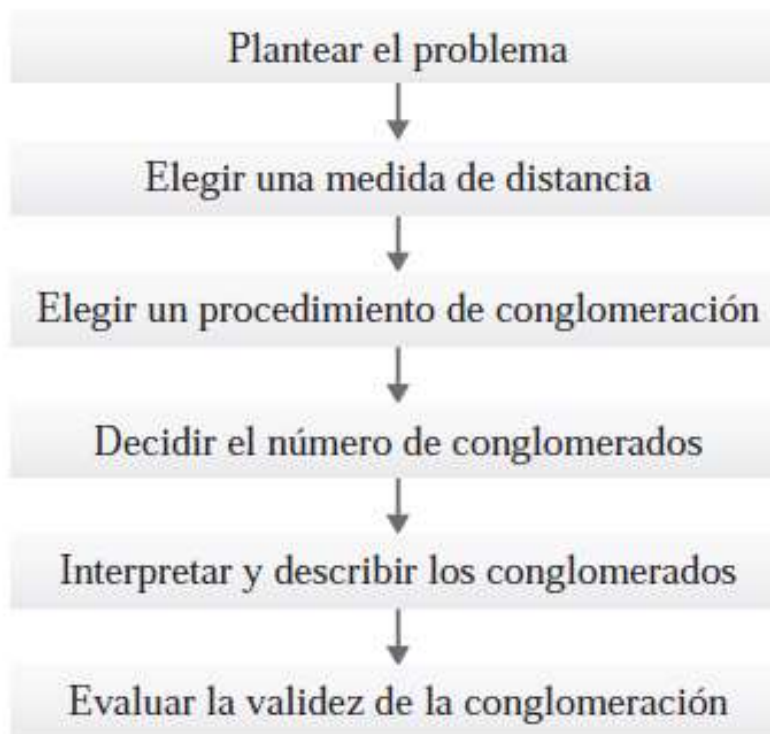 Plantear el problema
Elegir una medida de distancia
Elegir un procedimiento de conglomeración
Decidir el número de conglomerados
Interpretar y describir los conglomerados
Evaluar la validez de la conglomeración